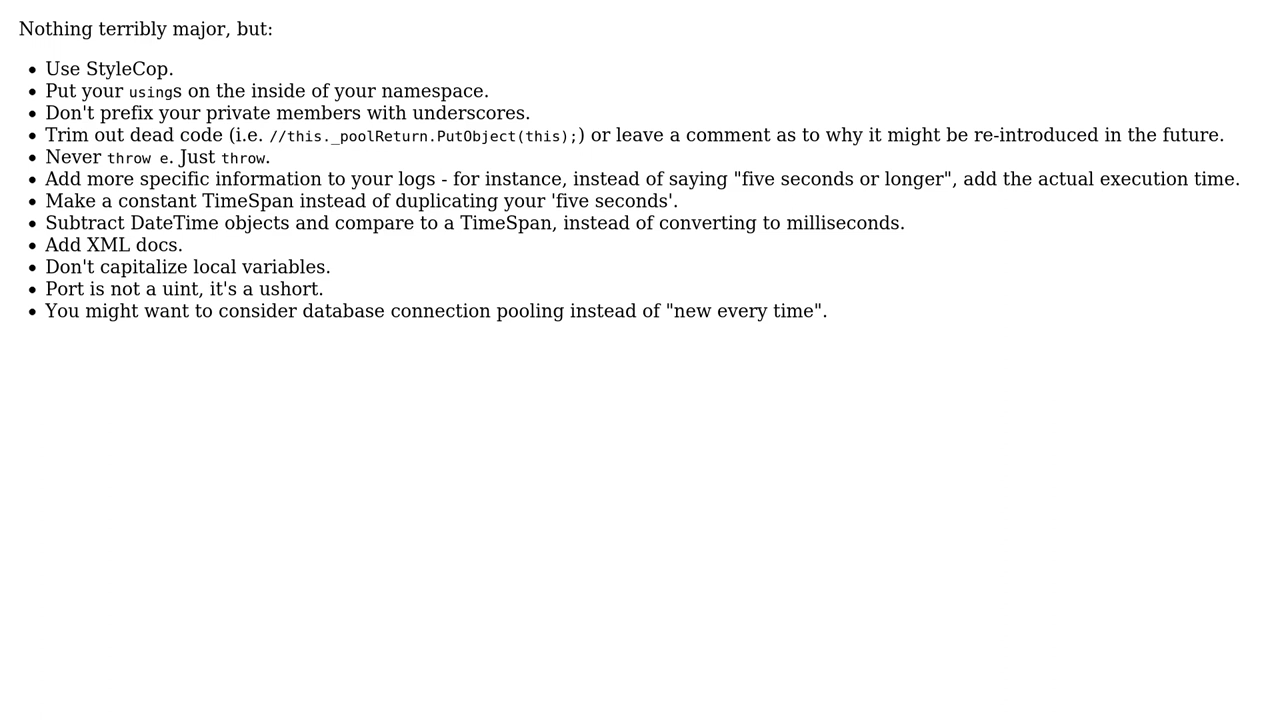 Nothing terribly major, but:
• Use StyleCop.
• Put your usings on the inside of your namespace.
• Don't prefix your private members with underscores.
• Trim out dead code (i.e. //this._poolReturn.PutObject(this);) or leave a comment as to why it might be re-introduced in the future.
• Never throw e. Just throw.
• Add more specific information to your logs - for instance, instead of saying "five seconds or longer", add the actual execution time.
• Make a constant TimeSpan instead of duplicating your 'five seconds'.
• Subtract DateTime objects and compare to a TimeSpan, instead of converting to milliseconds.
• Add XML docs.
• Don't capitalize local variables.
• Port is not a uint, it's a ushort.
• You might want to consider database connection pooling instead of "new every time".